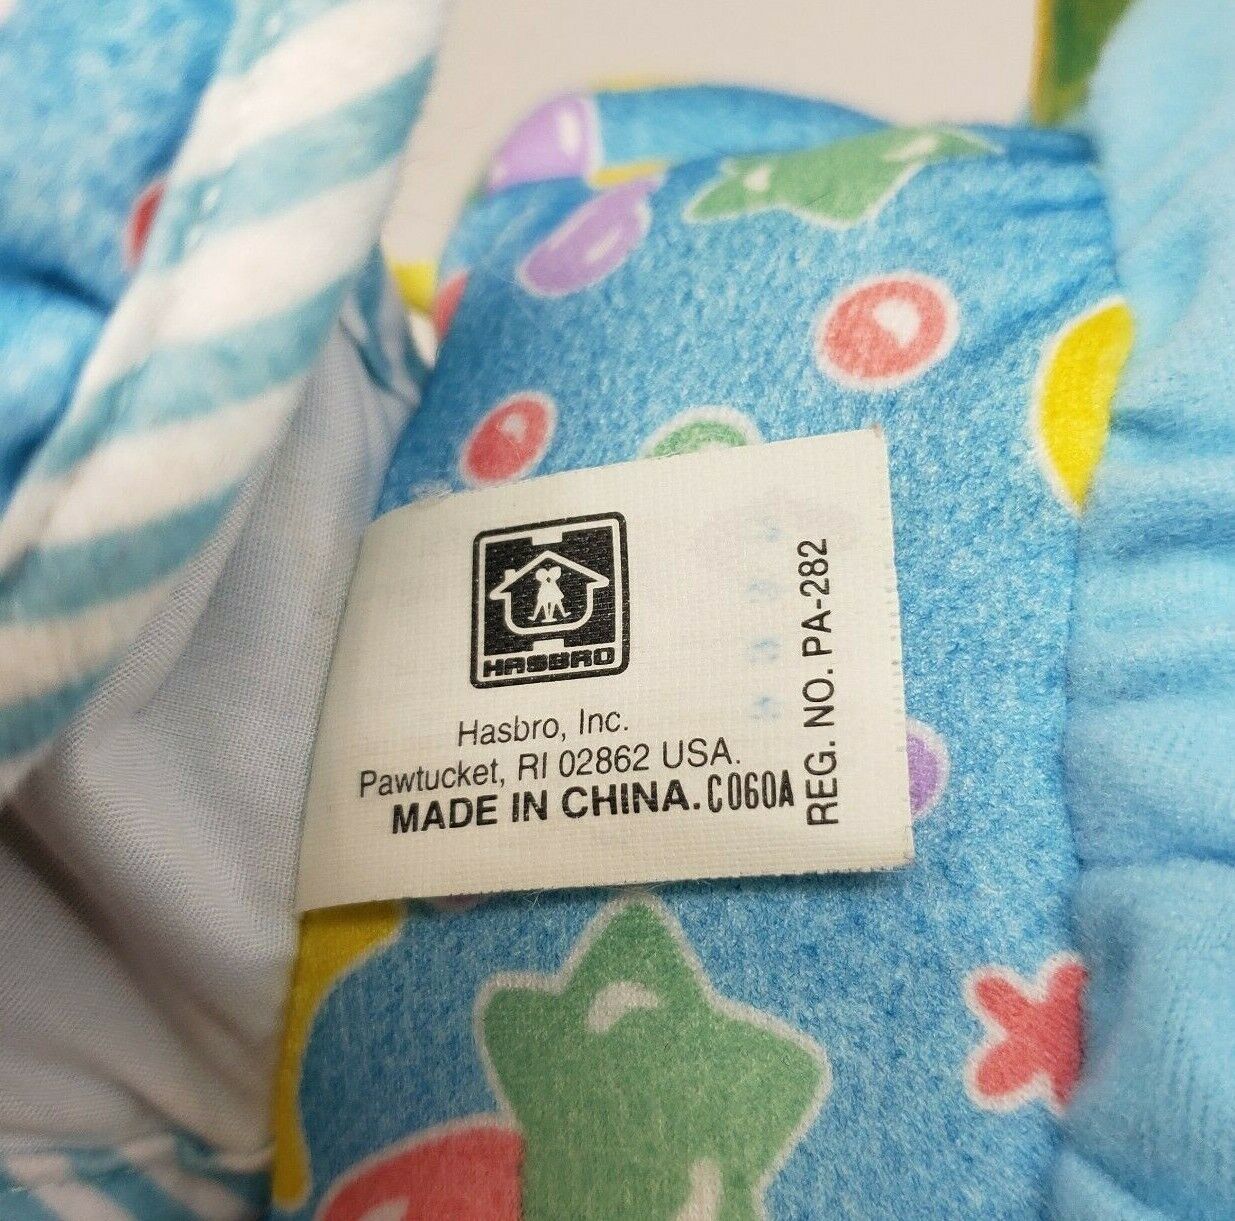 HASBRO
Hasbro, Inc.
Pawtucket, RI 02862 USA.
MADE IN CHINA. C060A
REG. NO. PA-282